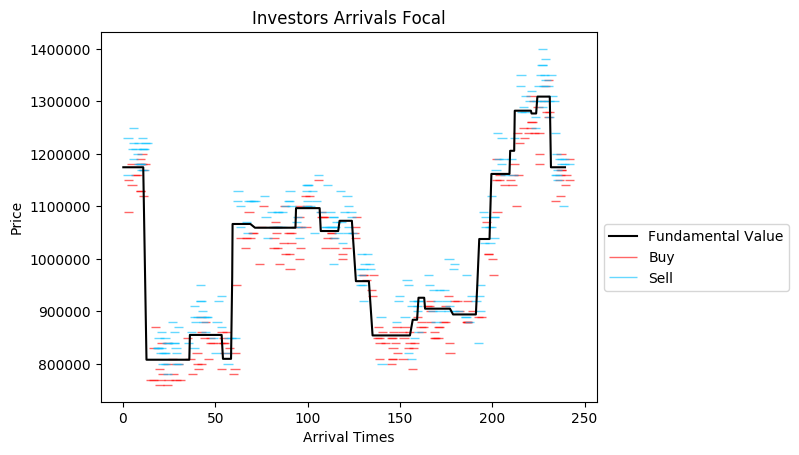 Investors Arrivals Focal
Price
1400000
1300000
1200000
1100000
1000000
900000
800000
0
50
100
150
200
250
Arrival Times
Fundamental Value
Buy
Sell